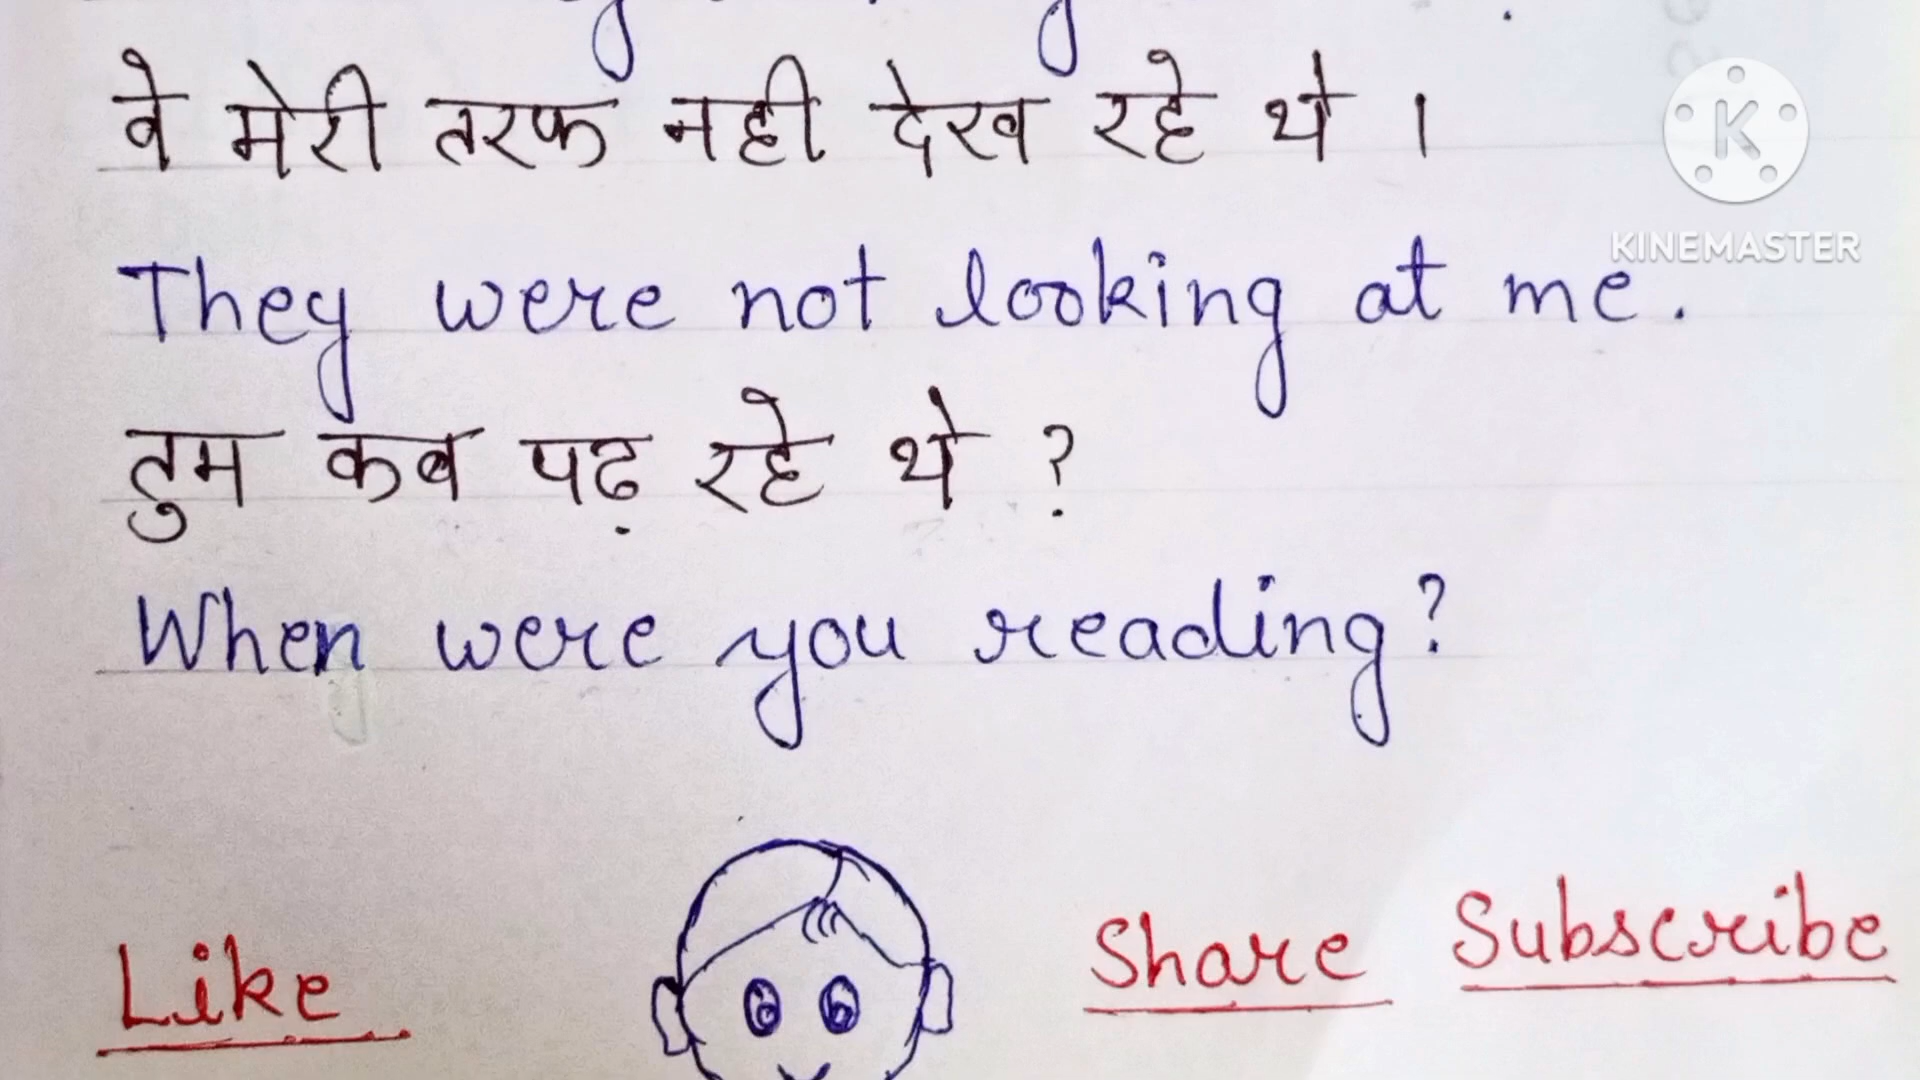 वे मेरी तरफ नही देख रहे थे ।
KINEMASTER
They were not looking at me.
तुम कब पढ़ रहे थे ?
When were you reading?
Like Share Subscribe